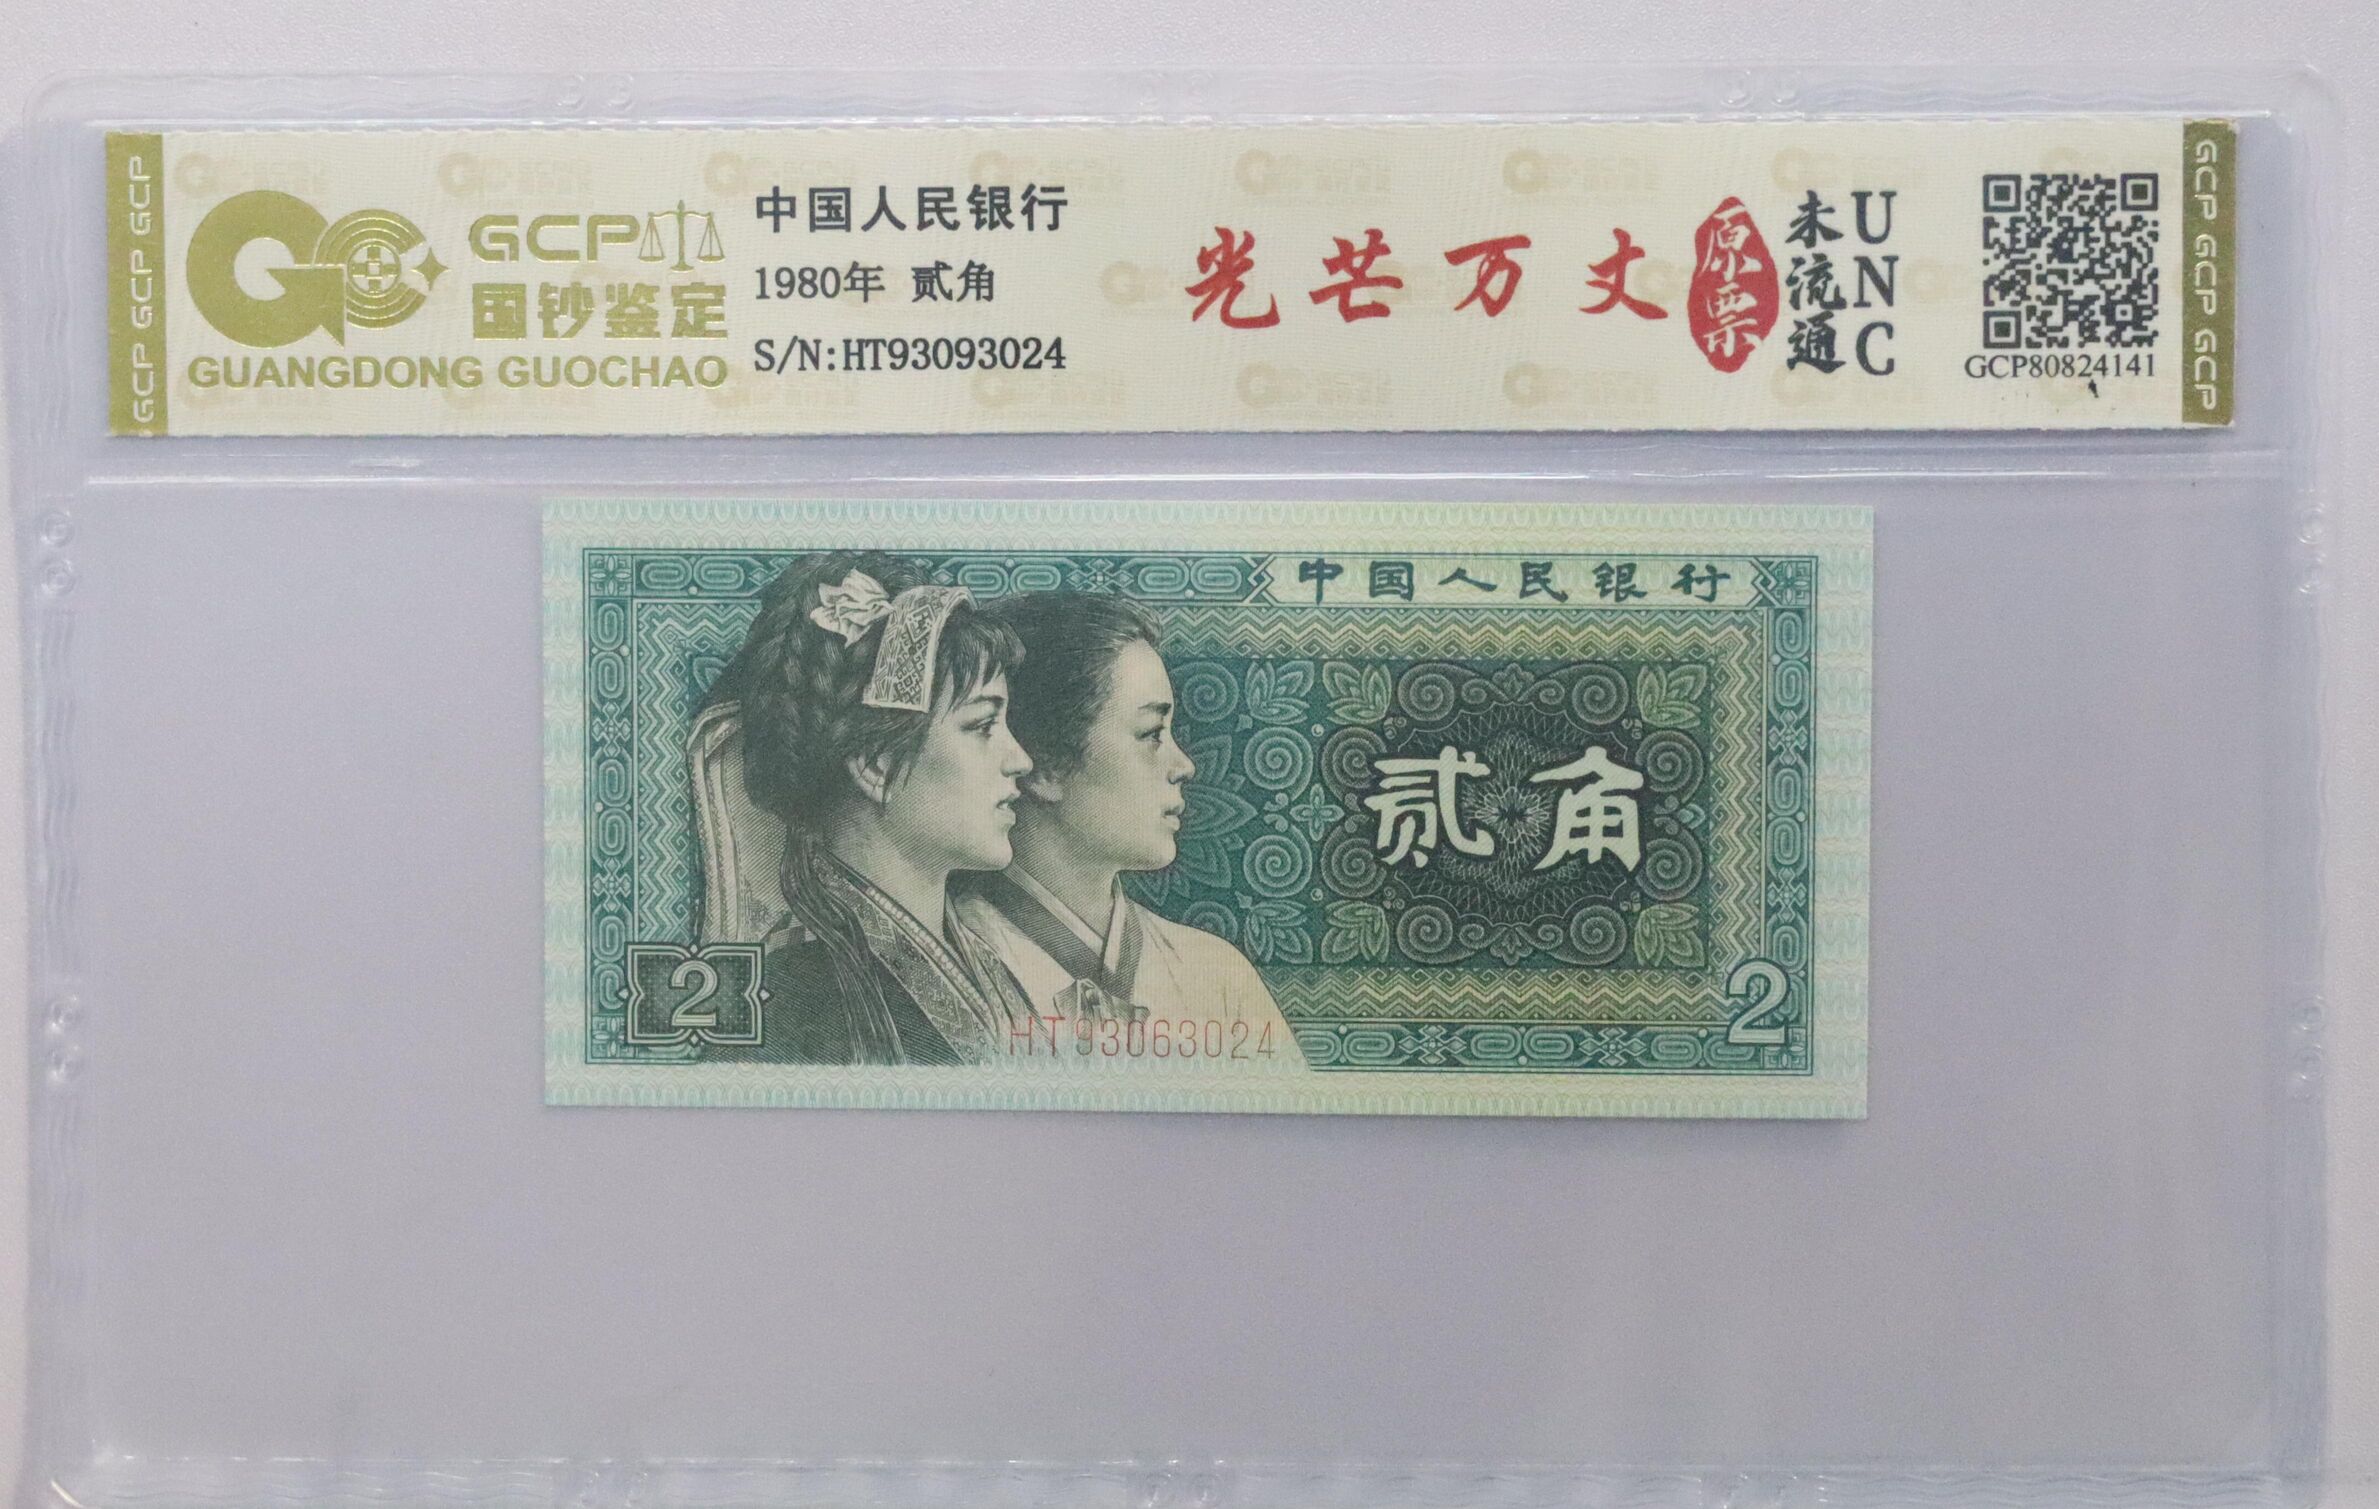 GCP GCP GCP
GCP
国钞鉴定
GUANGDONG GUOCHAO
中国人民银行
1980年 贰角
S/N:HT93093024
光芒万丈
原票
未流通
UNC
GCP80824141
GCP GCP GCP
中国人民银行
贰角
2
2
HT93063024